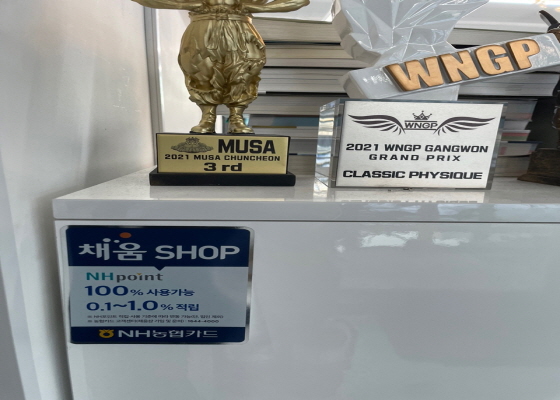 WNGP
MUSA
2021 MUSA CHUNCHEON
3 rd
WNGP
2021 WNGP GANGWON
GRAND PRIX
CLASSIC PHYSIQUE
채움 SHOP
NHpoint
100% 사용가능
0.1~1.0% 적립
NH농협카드